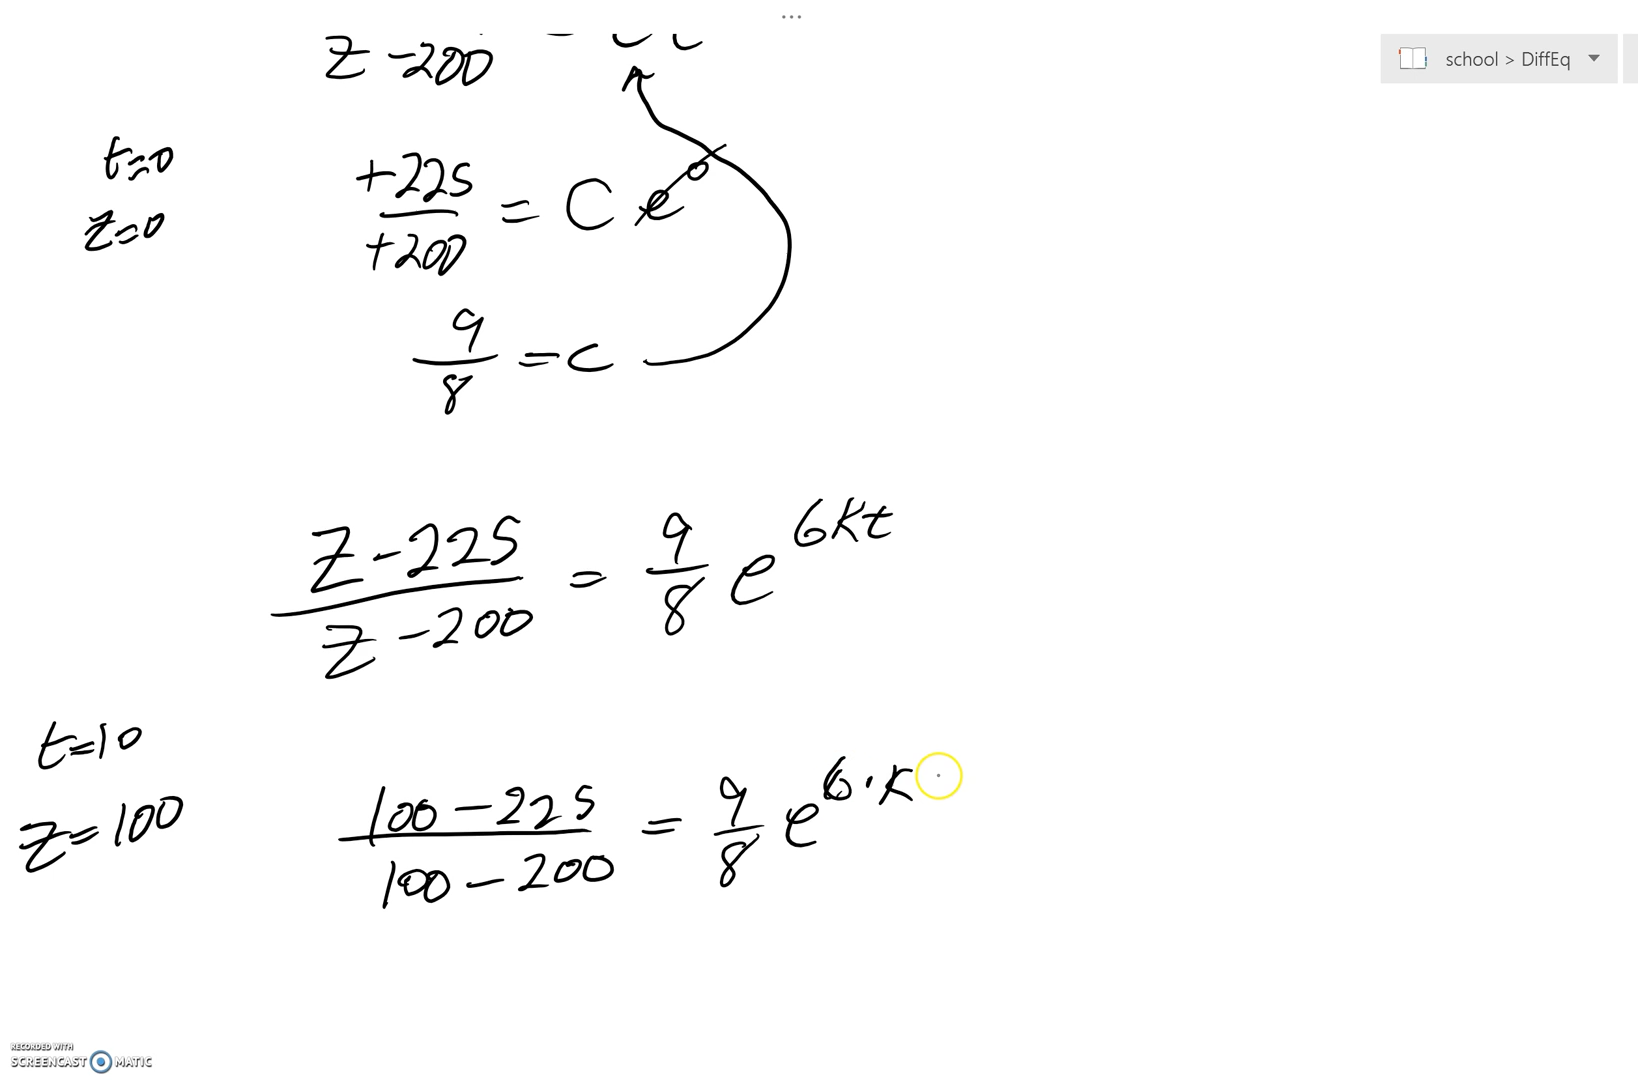 ...
school > DiffEq
z - 200 =
t=0
z=0
+225
+200
= C e^0
9
8
= c
z - 225
z - 200
= 9/8 e^6Kt
t=10
z=100
100 - 225
100 - 200
= 9/8 e^6·K
RECORDED WITH
SCREENCAST MATIC